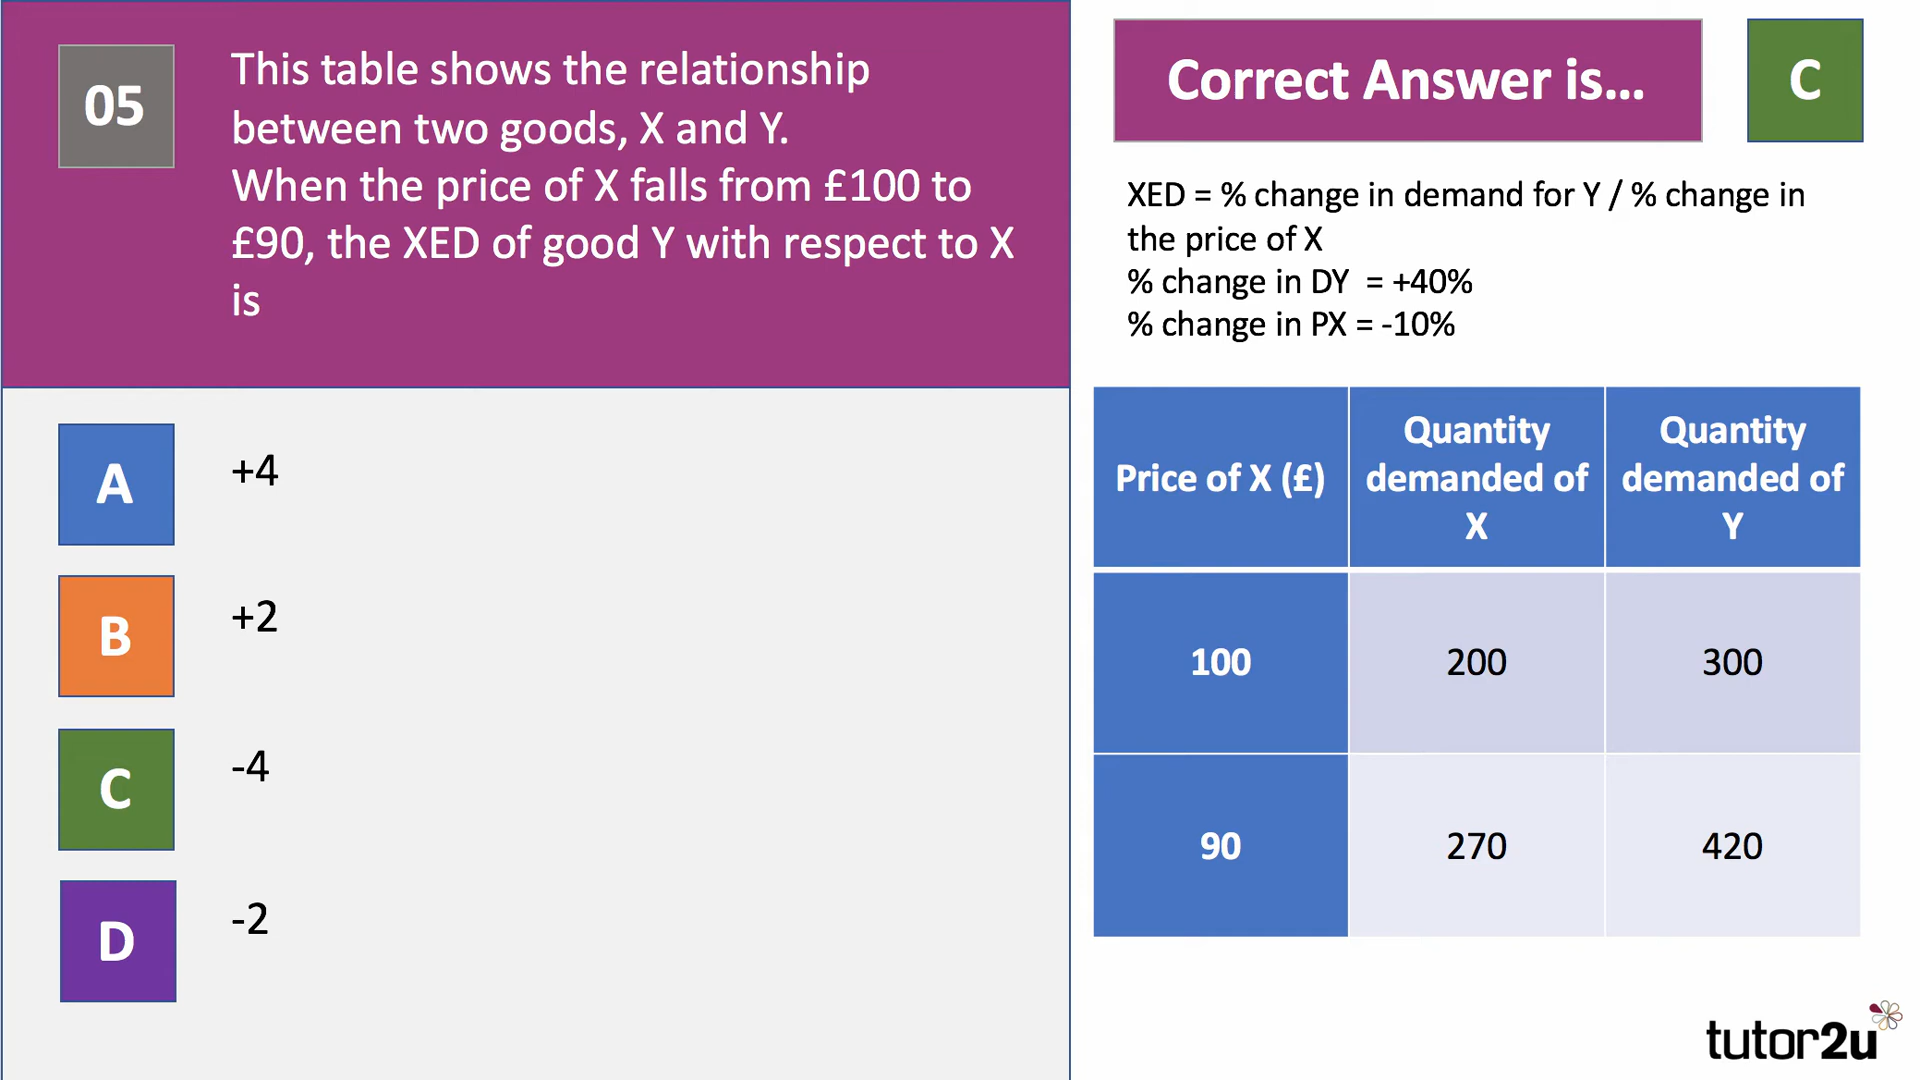 05
This table shows the relationship
between two goods, X and Y.
When the price of X falls from £100 to
£90, the XED of good Y with respect to X
is
A
+4
B
+2
C
-4
D
-2
Correct Answer is...
C
XED = % change in demand for Y / % change in
the price of X
% change in DY  = +40%
% change in PX = -10%
Price of X (£)
Quantity
demanded of
X
Quantity
demanded of
Y
100
200
300
90
270
420
tutor2u